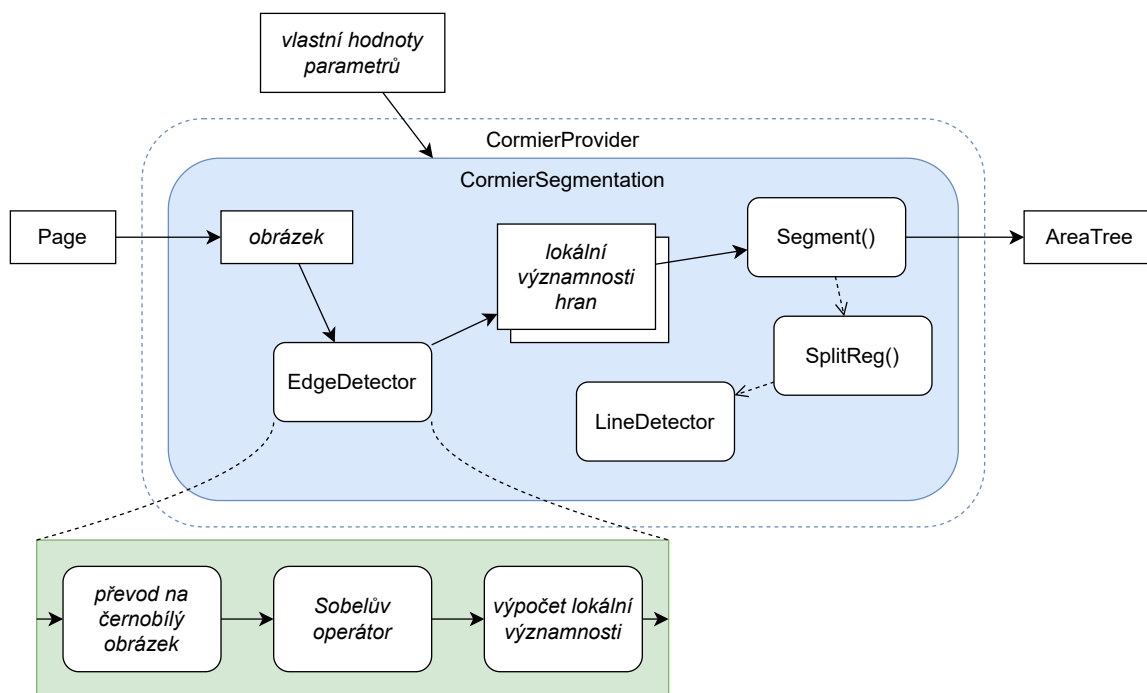 vlastní hodnoty
parametrů
CormierProvider
CormierSegmentation
Page
obrázek
lokální
významnosti
hran
Segment()
AreaTree
SplitReg()
EdgeDetector
LineDetector
převod na
černobílý
obrázek
Sobelův
operátor
výpočet lokální
významnosti